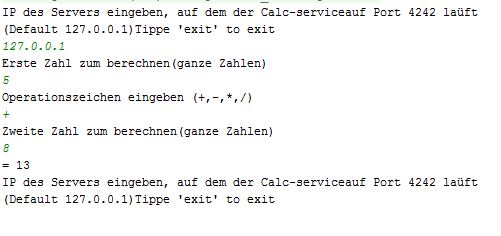 IP des Servers eingeben, auf dem der Calc-serviceauf Port 4242 laüft
(Default 127.0.0.1)Tippe 'exit' to exit
127.0.0.1
Erste Zahl zum berechnen(ganze Zahlen)
5
Operationszeichen eingeben (+,-,*,/)
+
Zweite Zahl zum berechnen(ganze Zahlen)
8
= 13
IP des Servers eingeben, auf dem der Calc-serviceauf Port 4242 laüft
(Default 127.0.0.1)Tippe 'exit' to exit